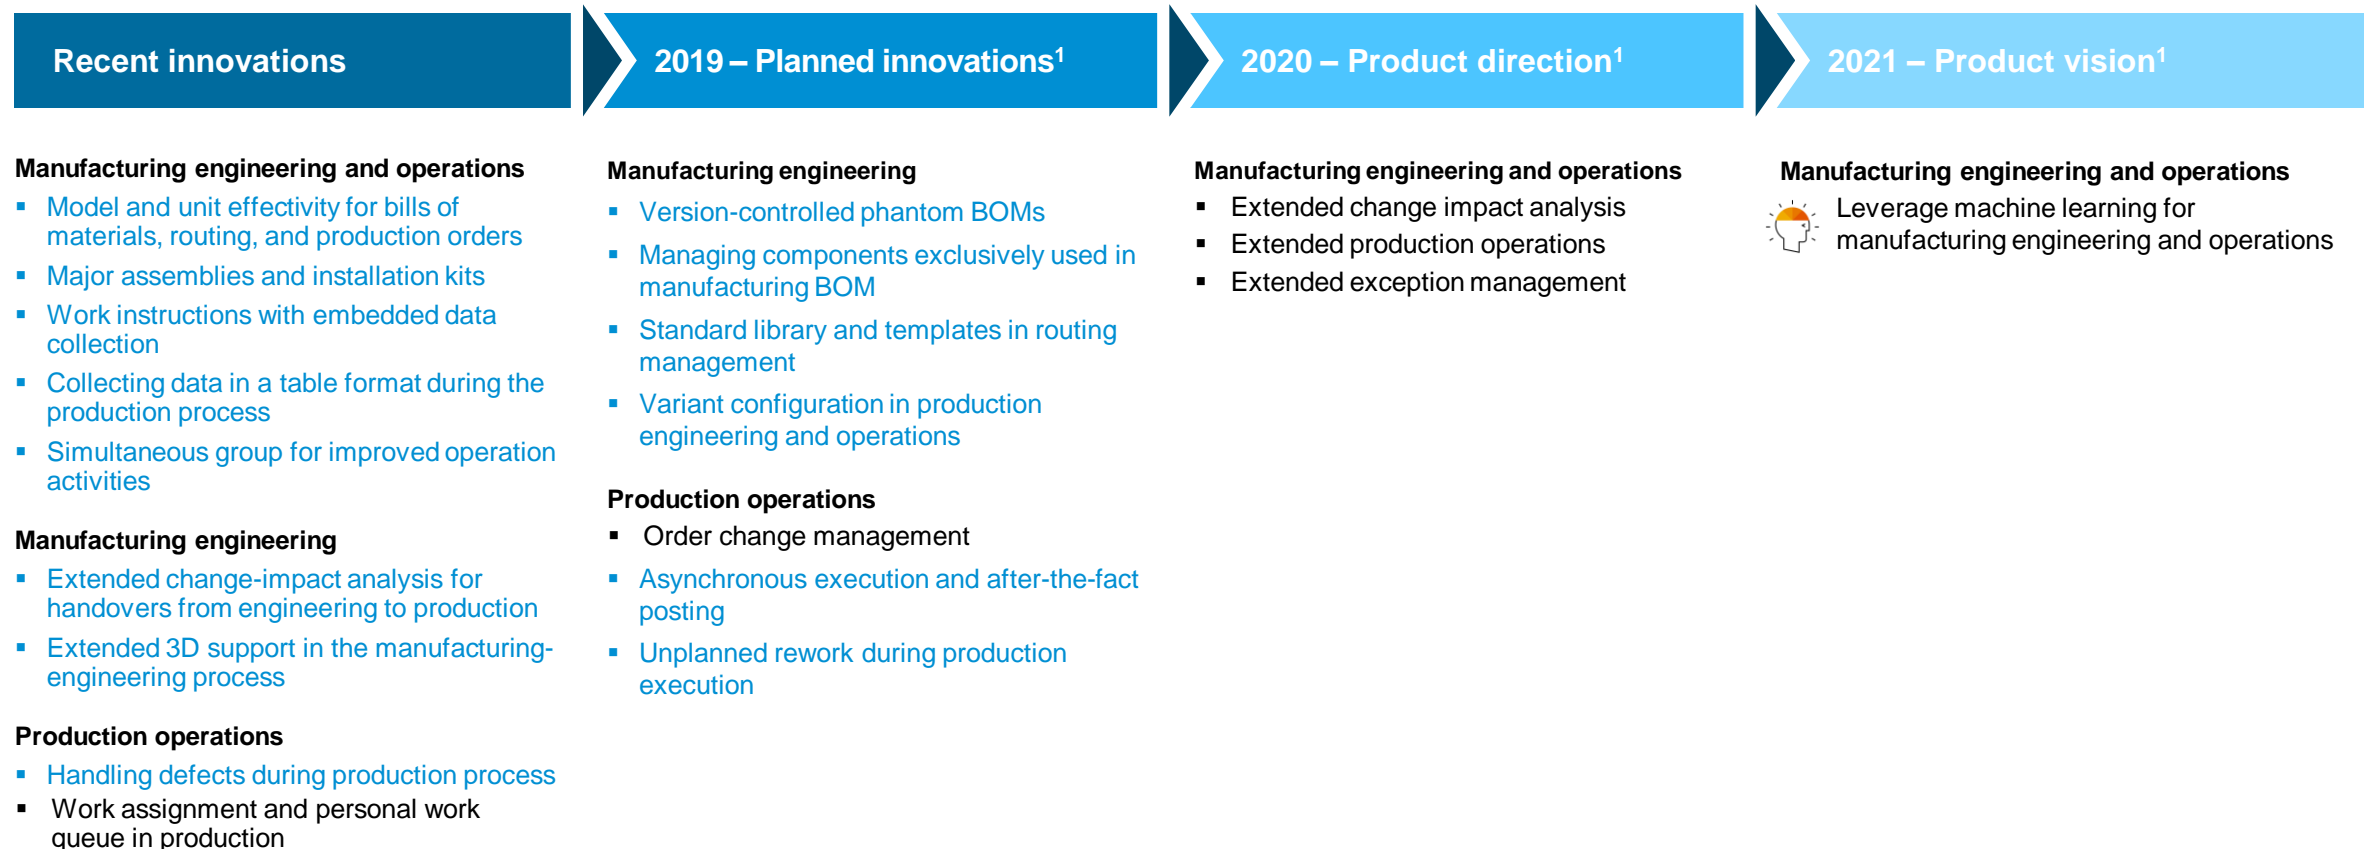 Recent innovations
2019 – Planned innovations¹
2020 – Product direction¹
2021 – Product vision¹
Manufacturing engineering and operations
▪ Model and unit effectivity for bills of
materials, routing, and production orders
▪ Major assemblies and installation kits
▪ Work instructions with embedded data
collection
▪ Collecting data in a table format during the
production process
▪ Simultaneous group for improved operation
activities
Manufacturing engineering
▪ Extended change-impact analysis for
handovers from engineering to production
▪ Extended 3D support in the manufacturing-
engineering process
Production operations
▪ Handling defects during production process
▪ Work assignment and personal work
queue in production
Manufacturing engineering
▪ Version-controlled phantom BOMs
▪ Managing components exclusively used in
manufacturing BOM
▪ Standard library and templates in routing
management
▪ Variant configuration in production
engineering and operations
Production operations
▪ Order change management
▪ Asynchronous execution and after-the-fact
posting
▪ Unplanned rework during production
execution
Manufacturing engineering and operations
▪ Extended change impact analysis
▪ Extended production operations
▪ Extended exception management
Manufacturing engineering and operations
Leverage machine learning for
manufacturing engineering and operations